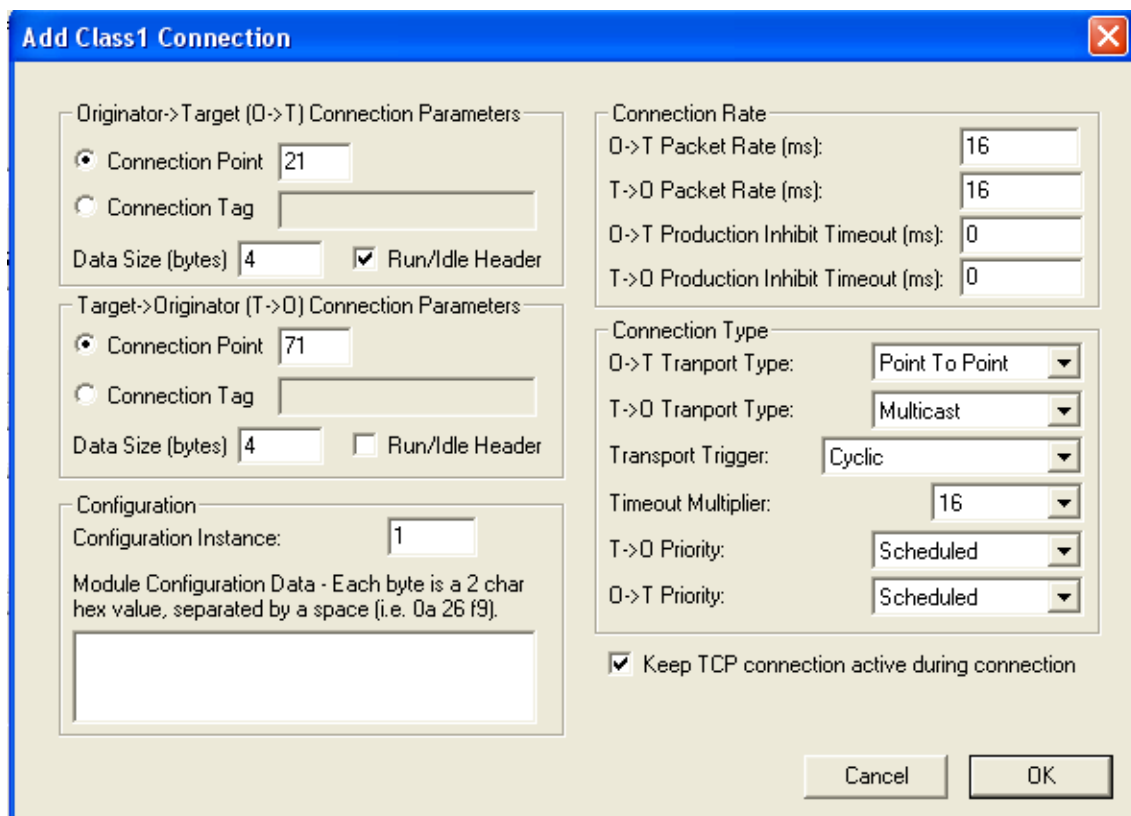 Add Class1 Connection
Originator->Target (O->T) Connection Parameters
Connection Point 21
Connection Tag
Data Size (bytes) 4 Run/Idle Header
Target->Originator (T->O) Connection Parameters
Connection Point 71
Connection Tag
Data Size (bytes) 4 Run/Idle Header
Configuration
Configuration Instance: 1
Module Configuration Data - Each byte is a 2 char
hex value, separated by a space (i.e. 0a 26 f9).
Connection Rate
O->T Packet Rate (ms): 16
T->O Packet Rate (ms): 16
O->T Production Inhibit Timeout (ms): 0
T->O Production Inhibit Timeout (ms): 0
Connection Type
O->T Tranport Type: Point To Point
T->O Tranport Type: Multicast
Transport Trigger: Cyclic
Timeout Multiplier: 16
T->O Priority: Scheduled
O->T Priority: Scheduled
Keep TCP connection active during connection
Cancel OK